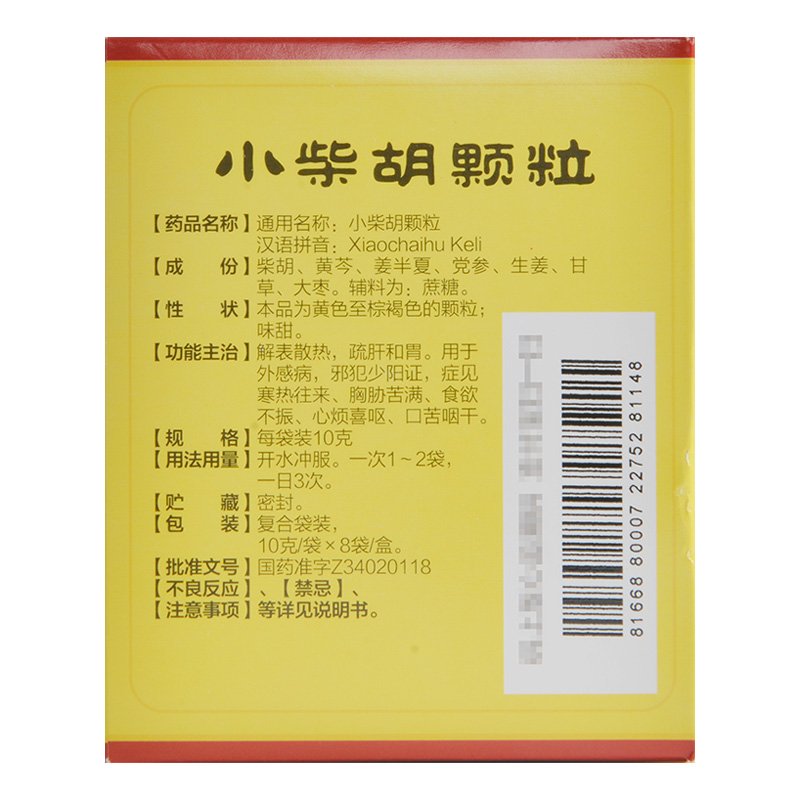 小柴胡颗粒
【药品名称】通用名称：小柴胡颗粒
汉语拼音：Xiaochaihu Keli
【成　份】柴胡、黄芩、姜半夏、党参、生姜、甘
草、大枣。辅料为：蔗糖。
【性　状】本品为黄色至棕褐色的颗粒；
味甜。
【功能主治】解表散热，疏肝和胃。用于
外感病，邪犯少阳证，症见
寒热往来、胸胁苦满、食欲
不振、心烦喜呕、口苦咽干。
【规　格】每袋装10克
【用法用量】开水冲服。一次1～2袋，
一日3次。
【贮　藏】密封。
【包　装】复合袋装，
10克/袋×8袋/盒。
【批准文号】国药准字Z34020118
【不良反应】、【禁忌】、
【注意事项】等详见说明书。
81668 80007 22752 81148